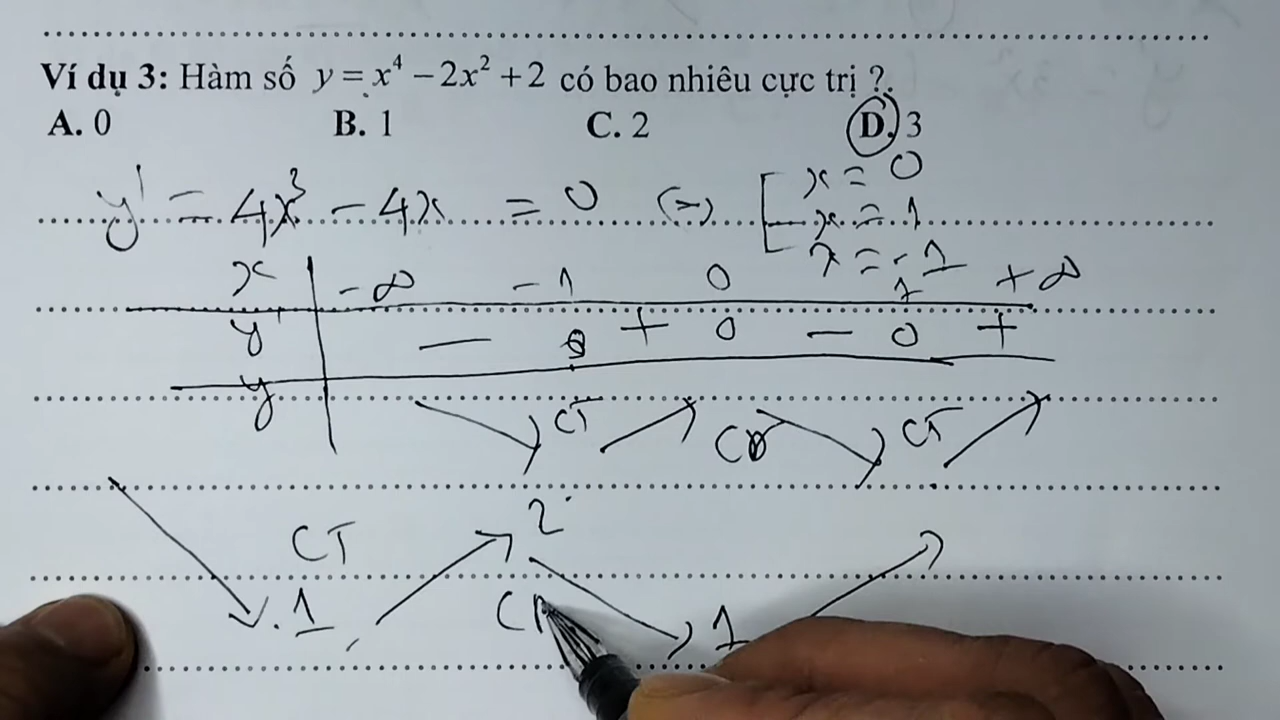 Ví dụ 3: Hàm số y = x⁴ − 2x² + 2 có bao nhiêu cực trị ?.
A. 0 B. 1 C. 2 D. 3
y' = 4x³ − 4x = 0 (=) [ x = 0
x = 1
x = -1
x -∞ -1 0 1 +∞
y' − 0 + 0 − 0 +
y
CT CĐ CT
2
CT
1 CĐ 1